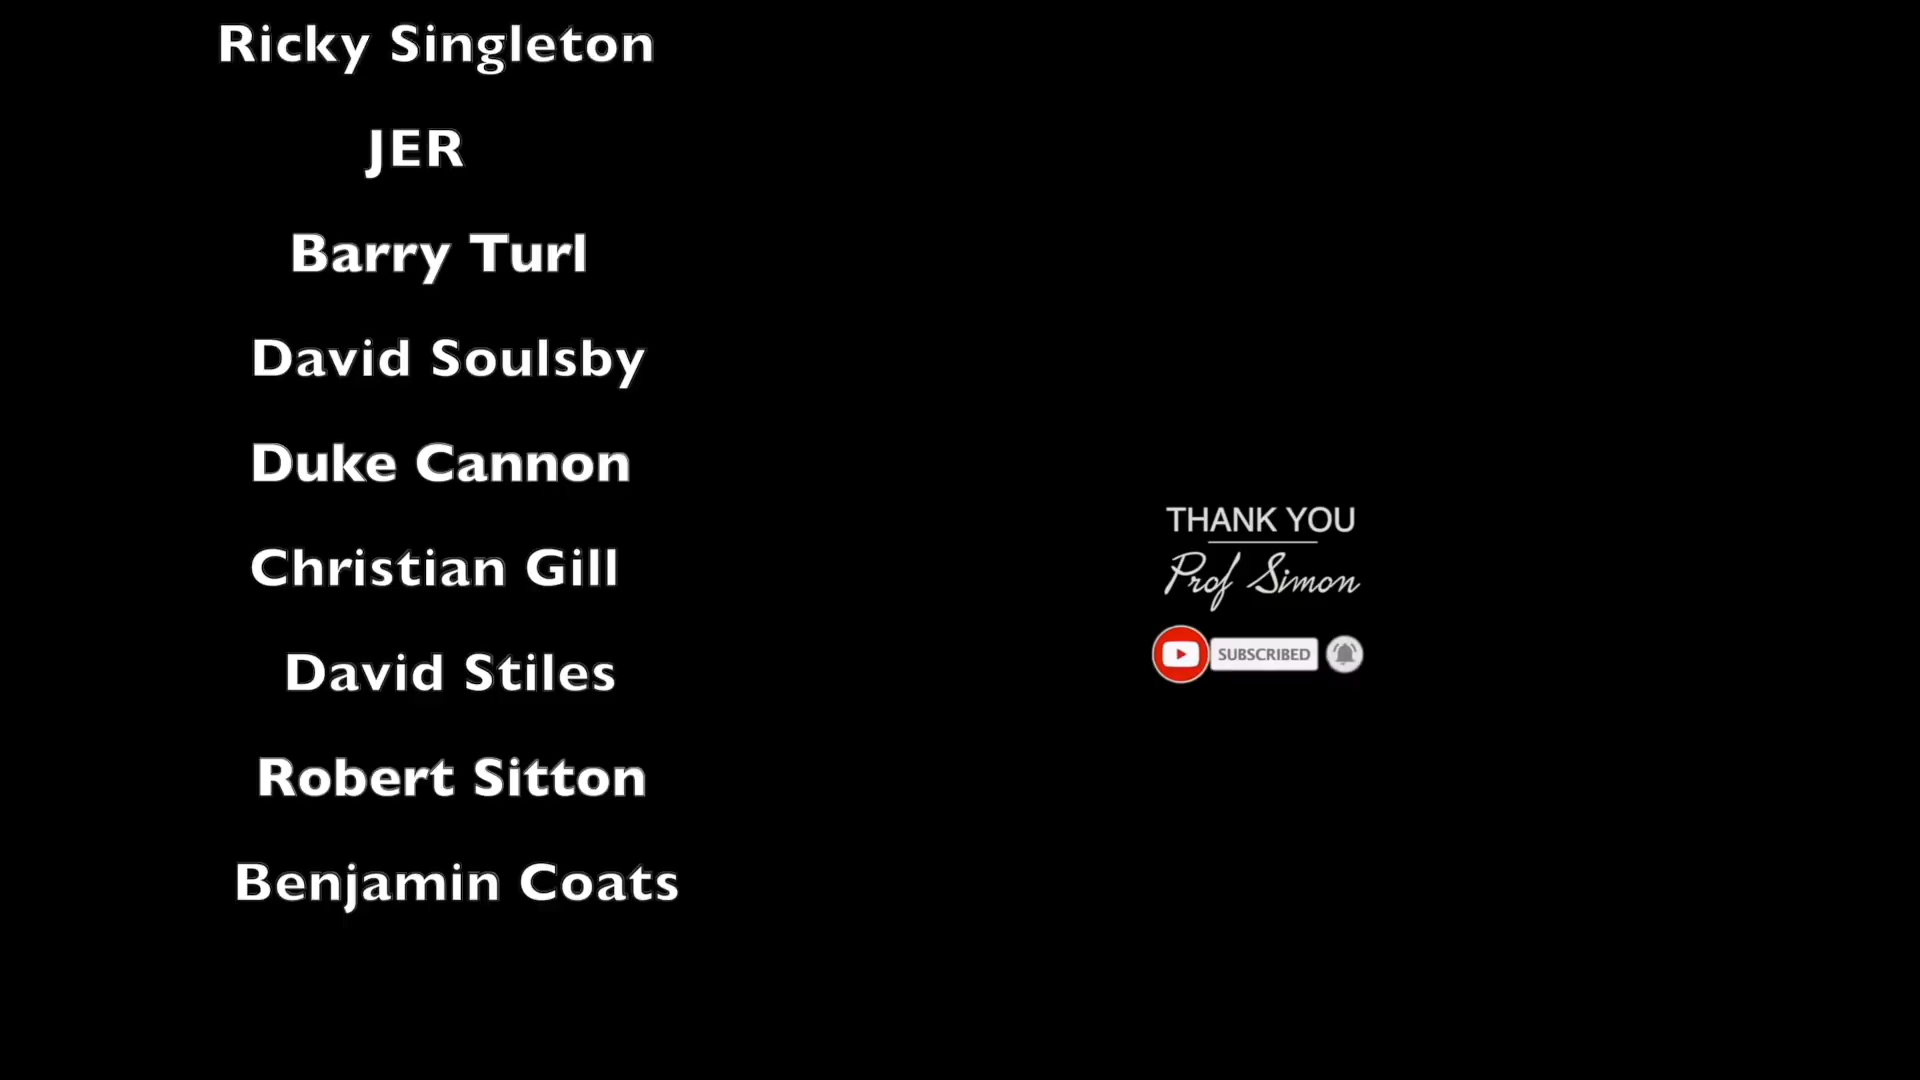 Ricky Singleton
JER
Barry Turl
David Soulsby
Duke Cannon
Christian Gill
David Stiles
Robert Sitton
Benjamin Coats
THANK YOU
Prof Simon
SUBSCRIBED